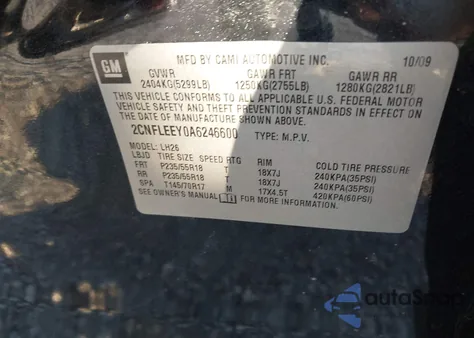 GM
MFD BY CAMI AUTOMOTIVE INC. 10/09
GVWR GAWR FRT GAWR RR
2404KG(5299LB) 1250KG(2755LB) 1280KG(2821LB)
THIS VEHICLE CONFORMS TO ALL APPLICABLE U.S. FEDERAL MOTOR
VEHICLE SAFETY AND THEFT PREVENTION STANDARDS IN EFFECT
ON THE DATE OF MANUFACTURE SHOWN ABOVE.
2CNFLEEY0A6246600 TYPE: M.P.V.
MODEL: LH26
LBJD TIRE SIZE SPEED RTG RIM COLD TIRE PRESSURE
FRT P235/55R18 T 18X7J 240KPA(35PSI)
RR P235/55R18 T 18X7J 240KPA(35PSI)
SPA T145/70R17 M 17X4.5T 420KPA(60PSI)
SEE OWNER'S MANUAL FOR MORE INFORMATION.